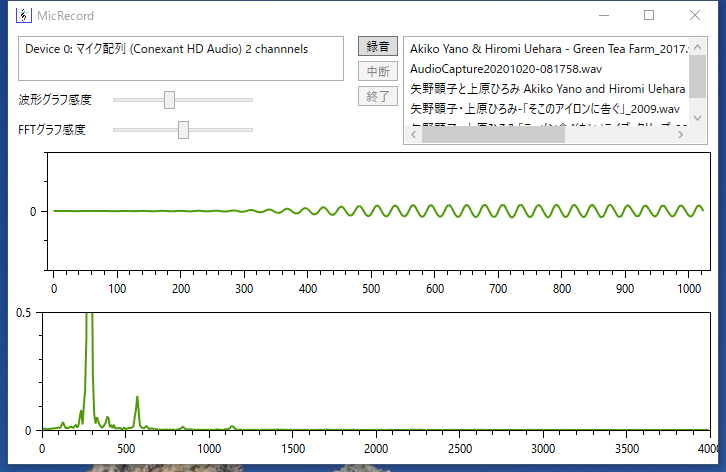 MicRecord
Device 0: マイク配列 (Conexant HD Audio) 2 channnels
波形グラフ感度
FFTグラフ感度
録音
中断
終了
Akiko Yano & Hiromi Uehara - Green Tea Farm_2017.
AudioCapture20201020-081758.wav
矢野顕子と上原ひろみ Akiko Yano and Hiromi Uehara
矢野顕子・上原ひろみ-「そこのアイロンに告ぐ」_2009.wav
0
0 100 200 300 400 500 600 700 800 900 1000
0.5
0
0 500 1000 1500 2000 2500 3000 3500 4000